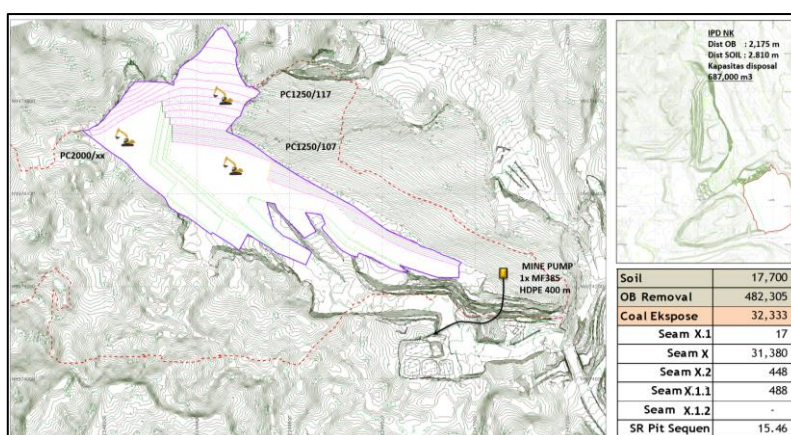 IPD NK
Dist OB : 2,175 m
Dist SOIL : 2.810 m
Kapasitas disposal
687,000 m3
PC1250/117
PC1250/107
PC2000/xx
MINE PUMP
1x MF385
HDPE 400 m
Soil 17,700
OB Removal 482,305
Coal Ekspose 32,333
Seam X.1 17
Seam X 31,380
Seam X.2 448
Seam X.1.1 488
Seam X.1.2 -
SR Pit Sequen 15.46